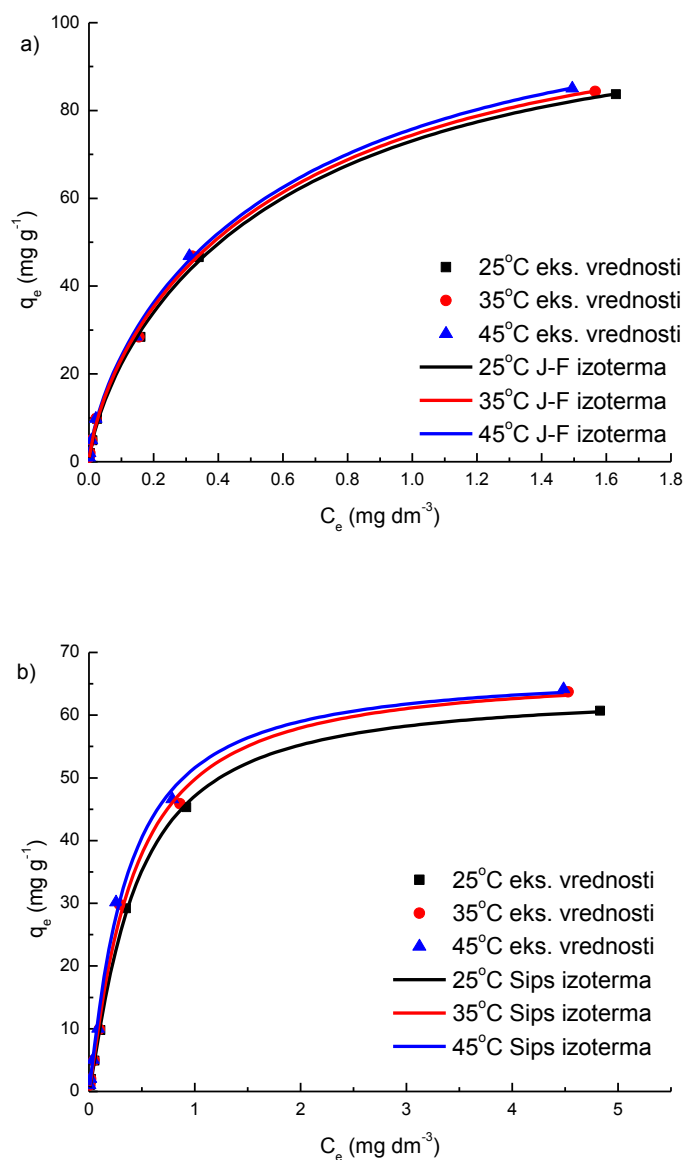 a)
100
80
60
40
20
0
q_e (mg g^-1)
25°C eks. vrednosti
35°C eks. vrednosti
45°C eks. vrednosti
25°C J-F izoterma
35°C J-F izoterma
45°C J-F izoterma
0.0 0.2 0.4 0.6 0.8 1.0 1.2 1.4 1.6 1.8
C_e (mg dm^-3)
b)
70
60
50
40
30
20
10
0
q_e (mg g^-1)
25°C eks. vrednosti
35°C eks. vrednosti
45°C eks. vrednosti
25°C Sips izoterma
35°C Sips izoterma
45°C Sips izoterma
0 1 2 3 4 5
C_e (mg dm^-3)